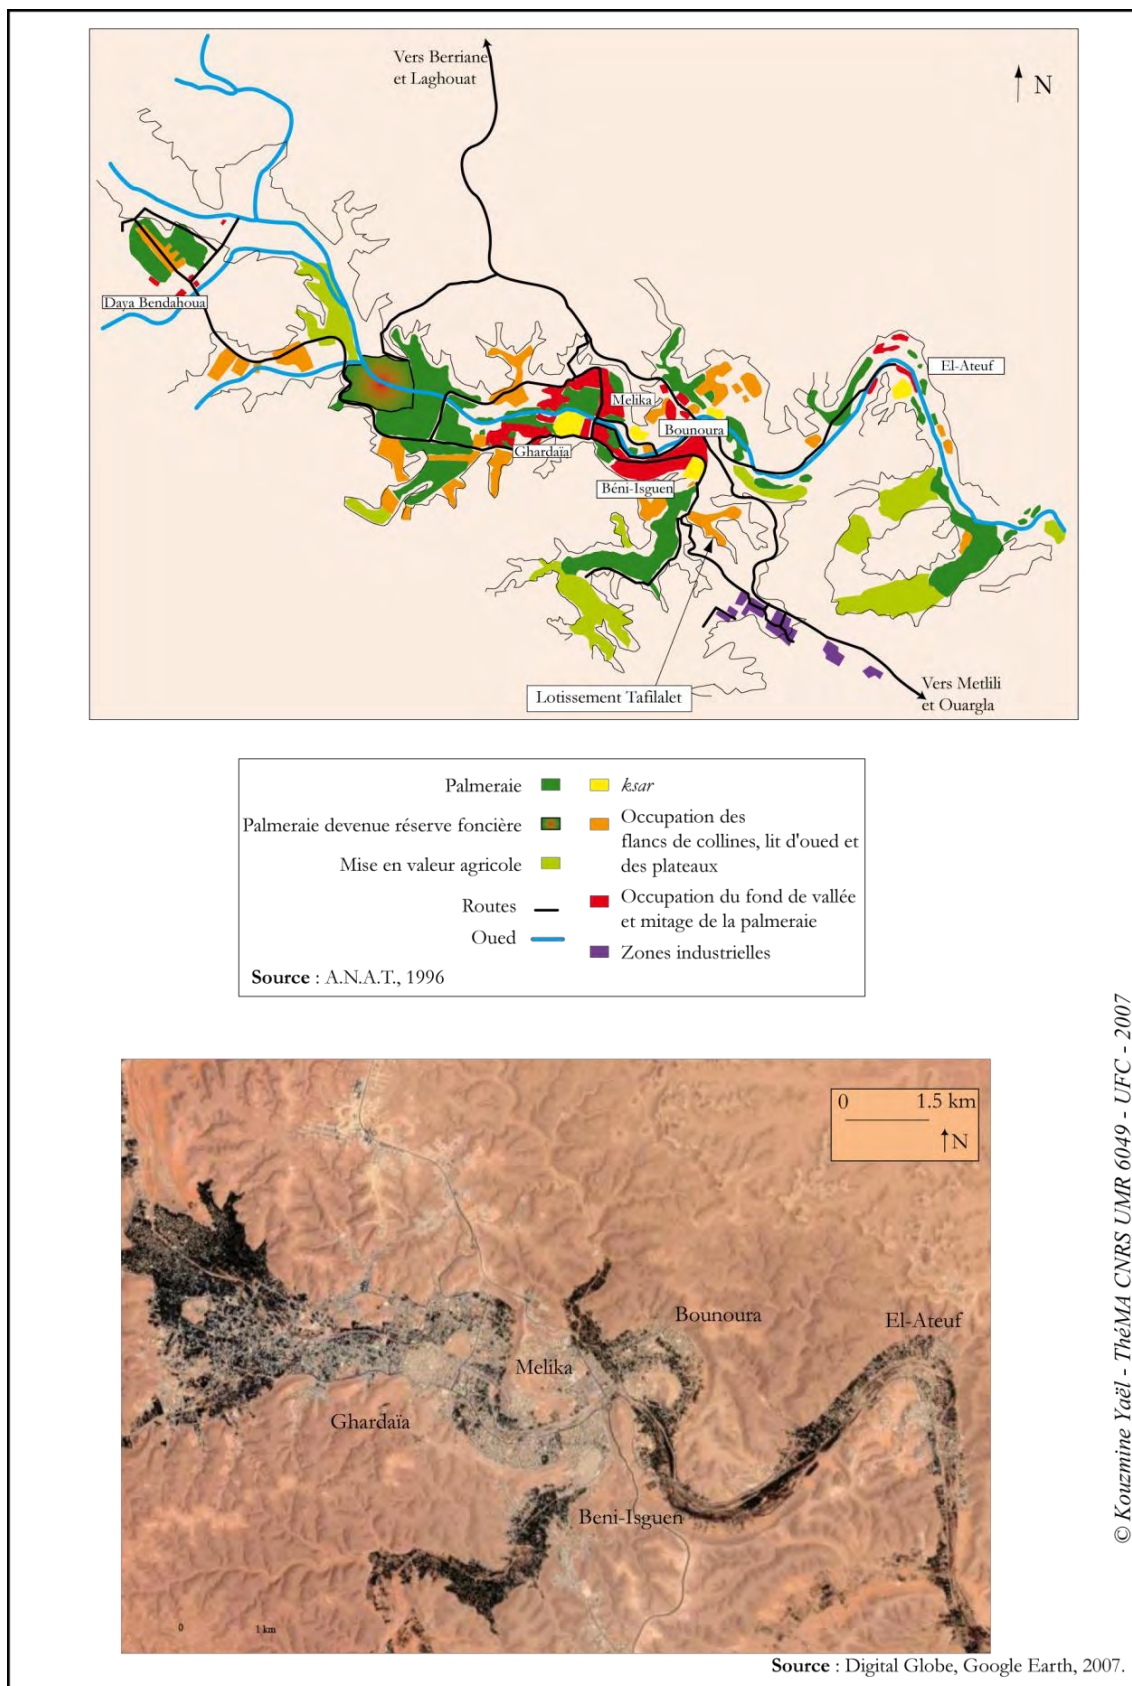 Vers Berriane
et Laghouat
N
Daya Bendahoua
El-Ateuf
Melika
Bounoura
Ghardaïa
Béni-Isguen
Lotissement Tafilalet
Vers Metlili
et Ouargla
Palmeraie
ksar
Palmeraie devenue réserve foncière
Occupation des
flancs de collines, lit d'oued et
des plateaux
Mise en valeur agricole
Routes
Occupation du fond de vallée
et mitage de la palmeraie
Oued
Zones industrielles
Source : A.N.A.T., 1996
0 1.5 km
N
Bounoura
El-Ateuf
Melika
Ghardaïa
Beni-Isguen
0 1 km
Source : Digital Globe, Google Earth, 2007.
© Kouzmine Yaël - ThéMA CNRS UMR 6049 - UFC - 2007